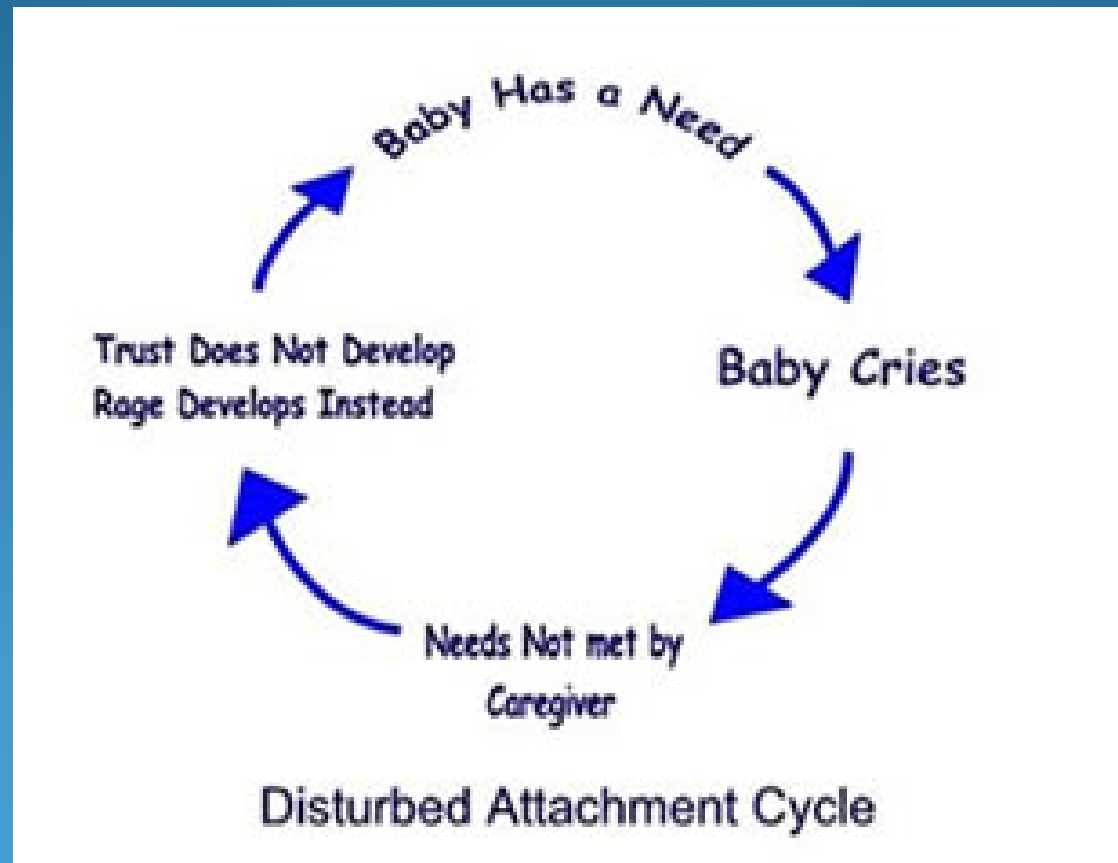 Baby Has a Need
Baby Cries
Needs Not met by
Caregiver
Trust Does Not Develop
Rage Develops Instead
Disturbed Attachment Cycle